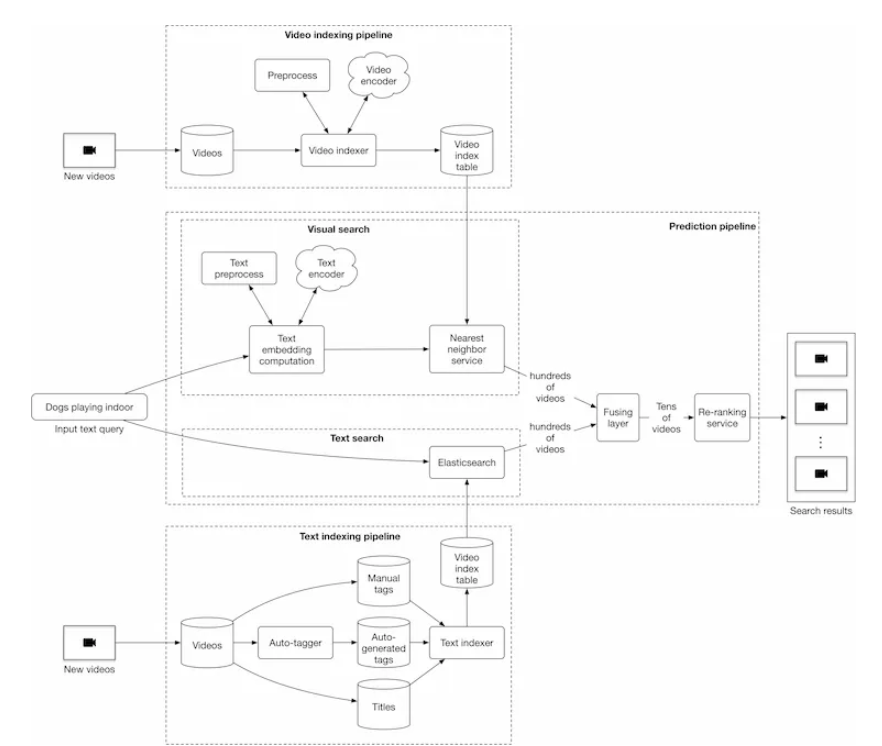 Video indexing pipeline
Preprocess
Video
encoder
New videos
Videos
Video indexer
Video
index
table
Prediction pipeline
Visual search
Text
preprocess
Text
encoder
Text
embedding
computation
Nearest
neighbor
service
Dogs playing indoor
Input text query
Text search
Elasticsearch
hundreds
of
videos
hundreds
of
videos
Fusing
layer
Tens
of
videos
Re-ranking
service
Search results
Text indexing pipeline
New videos
Videos
Manual
tags
Auto-tagger
Auto-
generated
tags
Titles
Text indexer
Video
index
table